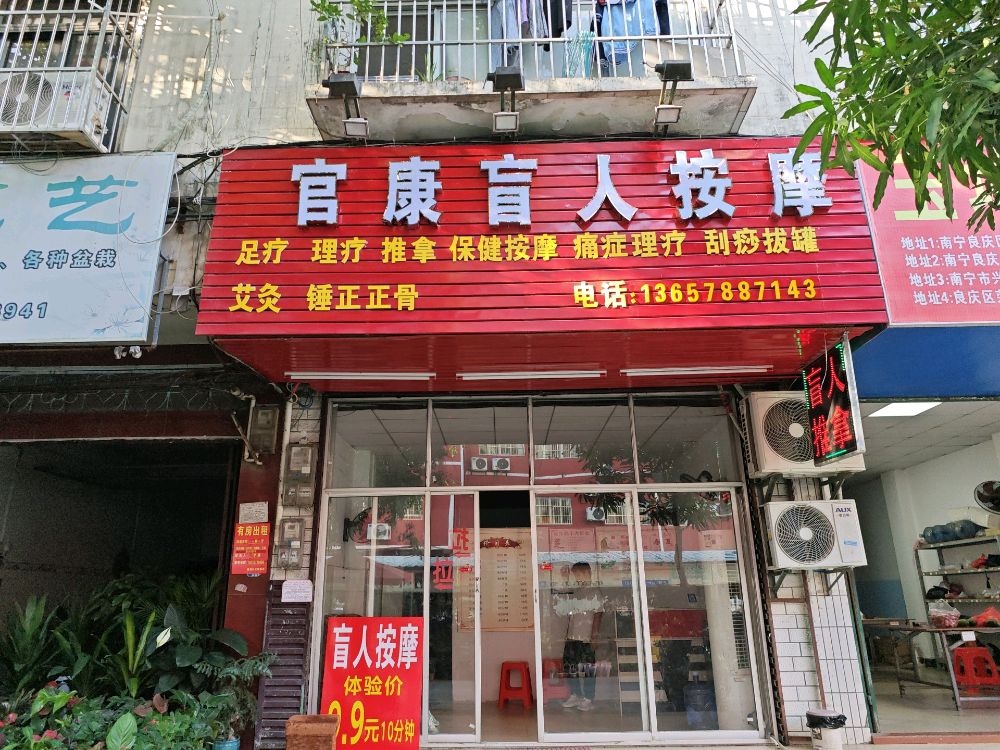 官康盲人按摩
足疗 理疗 推拿 保健按摩 痛症理疗 刮痧拔罐
艾灸 锤正正骨
电话:13657887143
艺
、各种盆栽
3941
地址1:南宁良庆区
地址2:南宁良庆
地址3:南宁市兴
地址4:良庆区
盲人
推拿
AUX
有房出租
盲人按摩
体验价
.9元10分钟